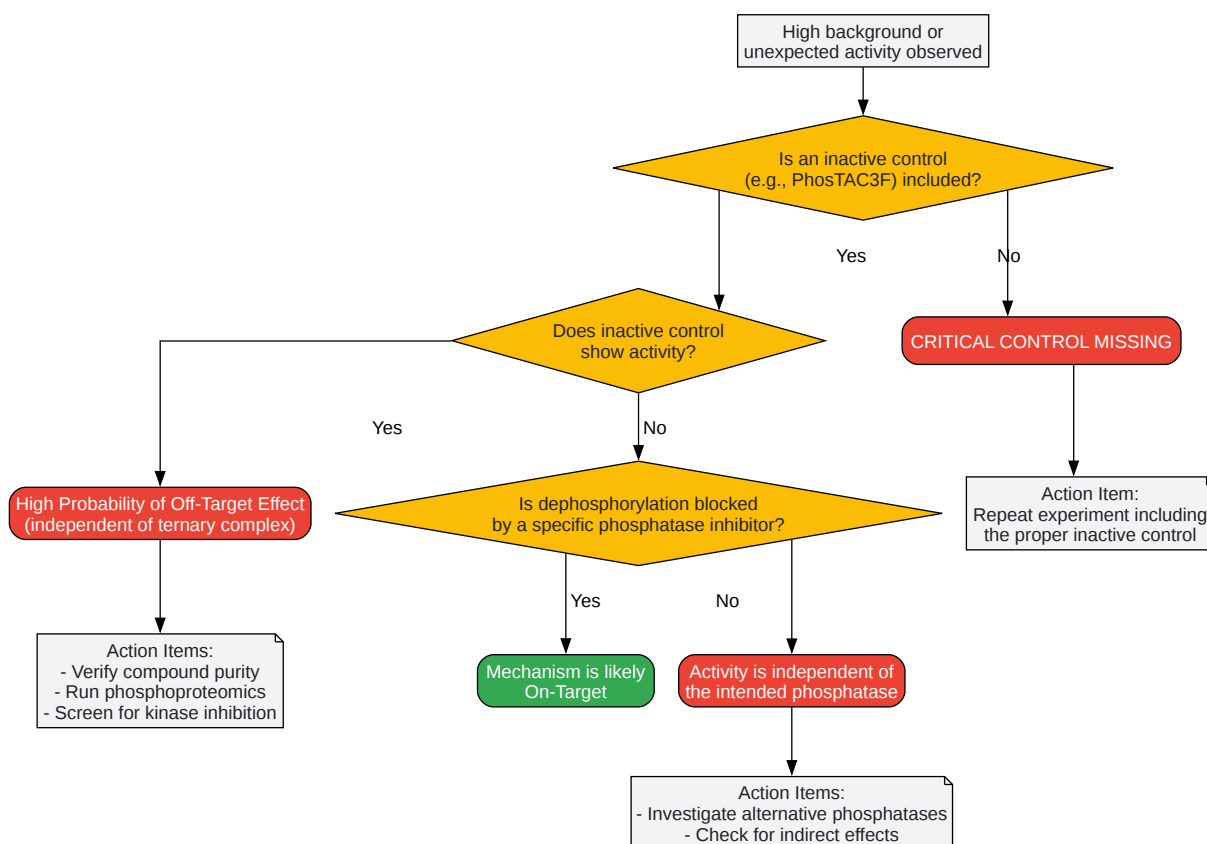 High background or
unexpected activity observed
Is an inactive control
(e.g., PhosTAC3F) included?
Yes
No
Does inactive control
show activity?
CRITICAL CONTROL MISSING
Yes
No
High Probability of Off-Target Effect
(independent of ternary complex)
Is dephosphorylation blocked
by a specific phosphatase inhibitor?
Action Item:
Repeat experiment including
the proper inactive control
Yes
No
Action Items:
- Verify compound purity
- Run phosphoproteomics
- Screen for kinase inhibition
Mechanism is likely
On-Target
Activity is independent of
the intended phosphatase
Action Items:
- Investigate alternative phosphatases
- Check for indirect effects